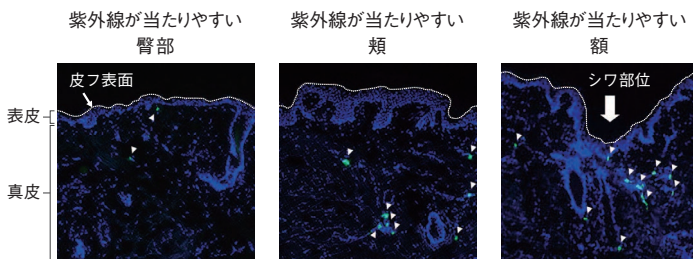 紫外線が当たりやすい
臀部
紫外線が当たりやすい
頬
紫外線が当たりやすい
額
皮フ表面
シワ部位
表皮
真皮